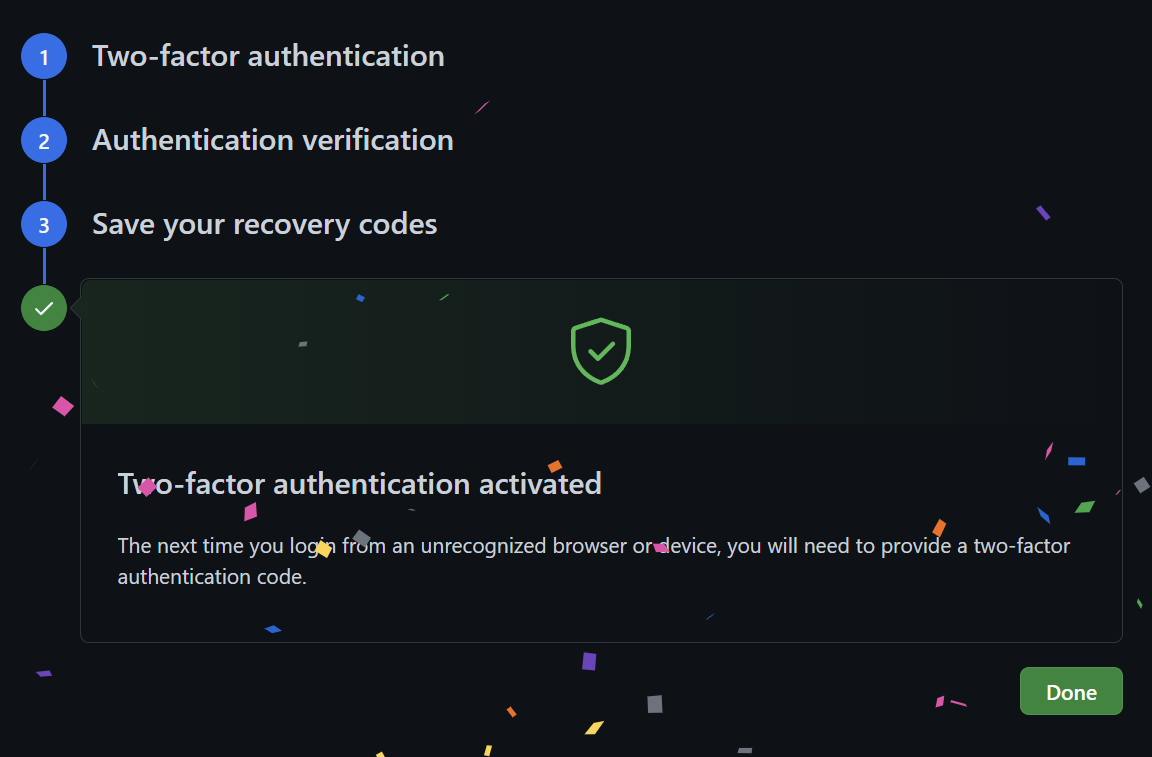 1 Two-factor authentication
2 Authentication verification
3 Save your recovery codes
Two-factor authentication activated
The next time you login from an unrecognized browser or device, you will need to provide a two-factor
authentication code.
Done